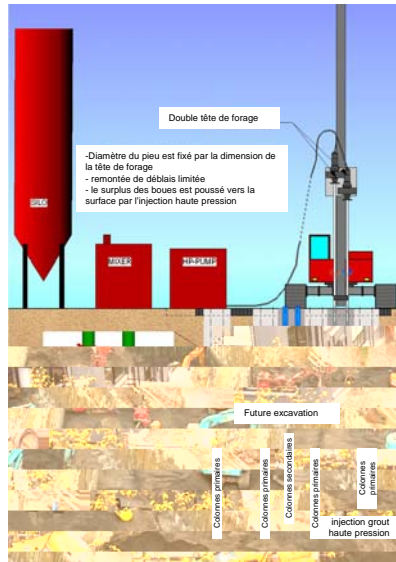 Double tête de forage
-Diamètre du pieu est fixé par la dimension de
la tête de forage
- remontée de déblais limitée
- le surplus des boues est poussé vers la
surface par l'injection haute pression
SILO
MIXER
HP-PUMP
Future excavation
Colonnes primaires
Colonnes primaires
Colonnes secondaires
Colonnes primaires
Colonnes
primaires
injection grout
haute pression